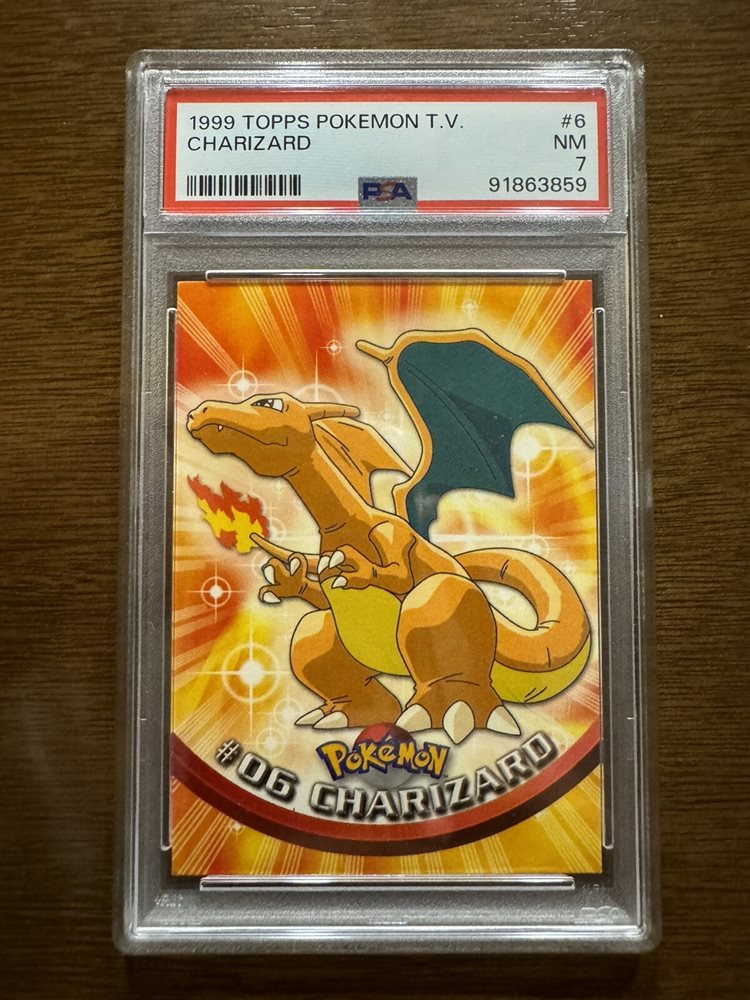 1999 TOPPS POKEMON T.V. #6
CHARIZARD NM
7
PSA 91863859
POKéMON
#06 CHARIZARD